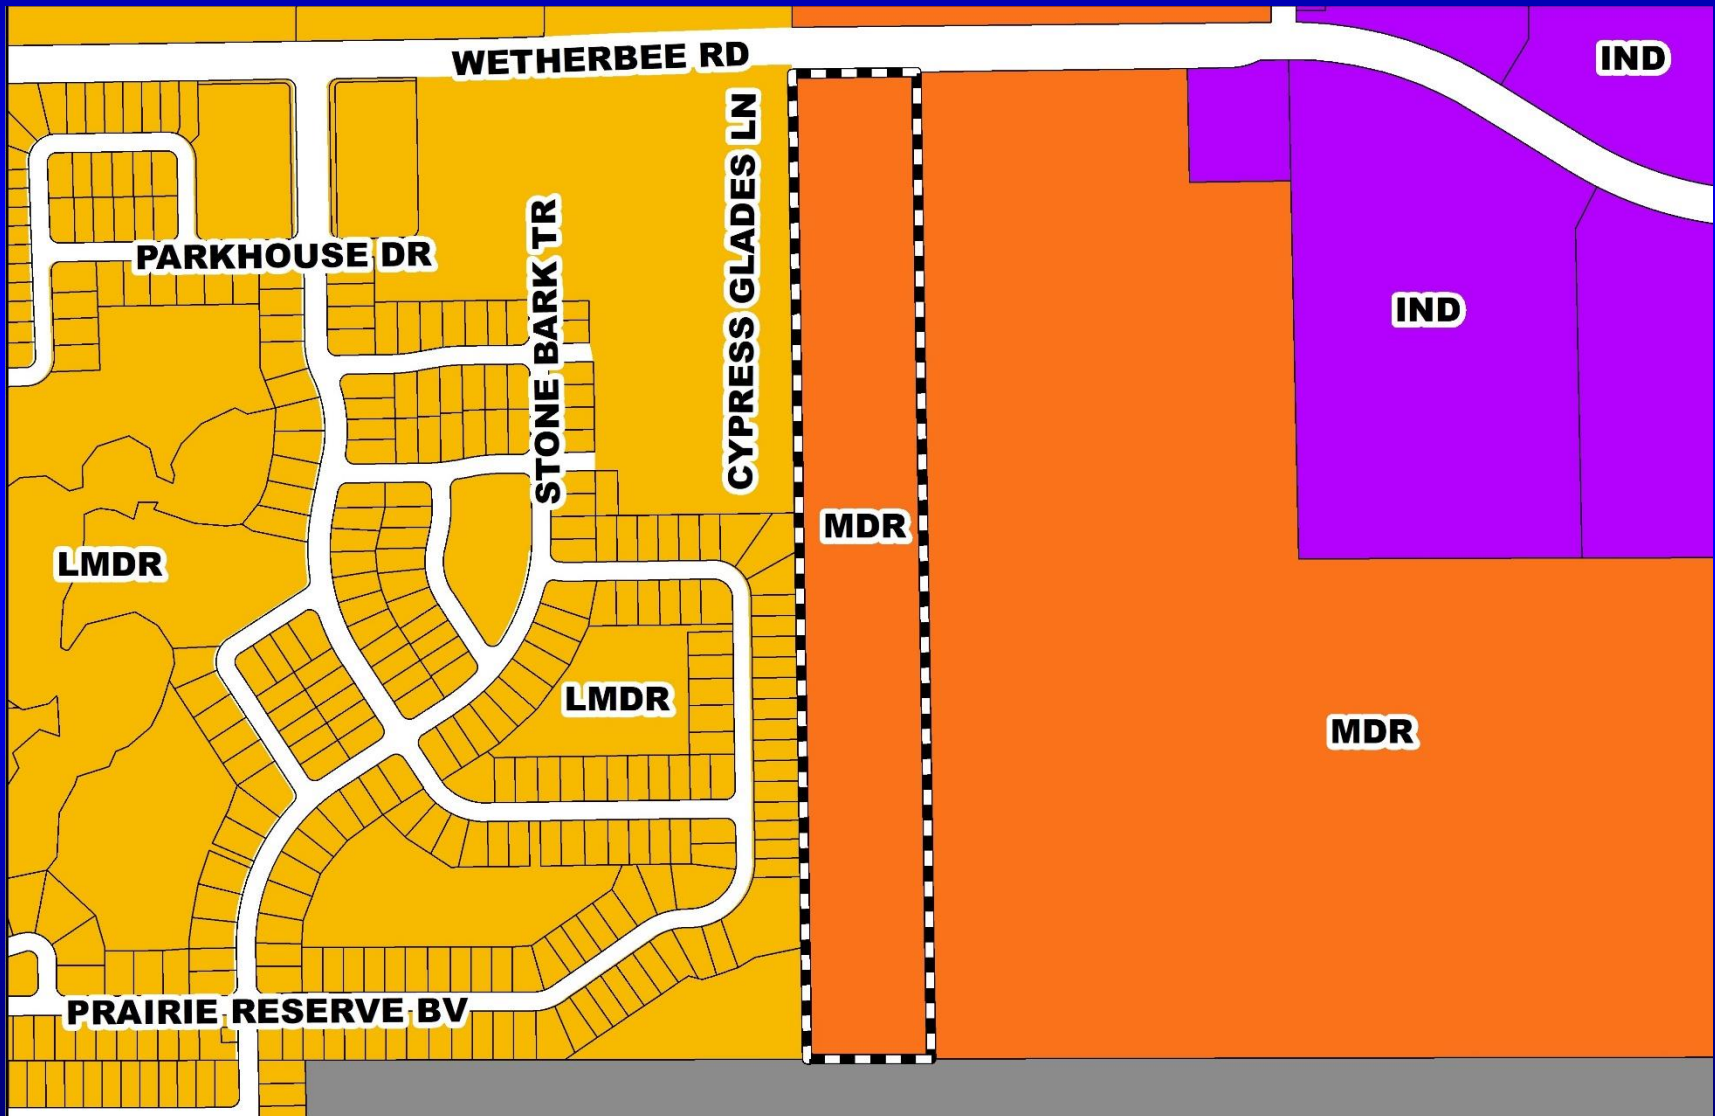 WETHERBEE RD
IND
CYPRESS GLADES LN
STONE BARK TR
PARKHOUSE DR
IND
MDR
LMDR
LMDR
MDR
PRAIRIE RESERVE BV